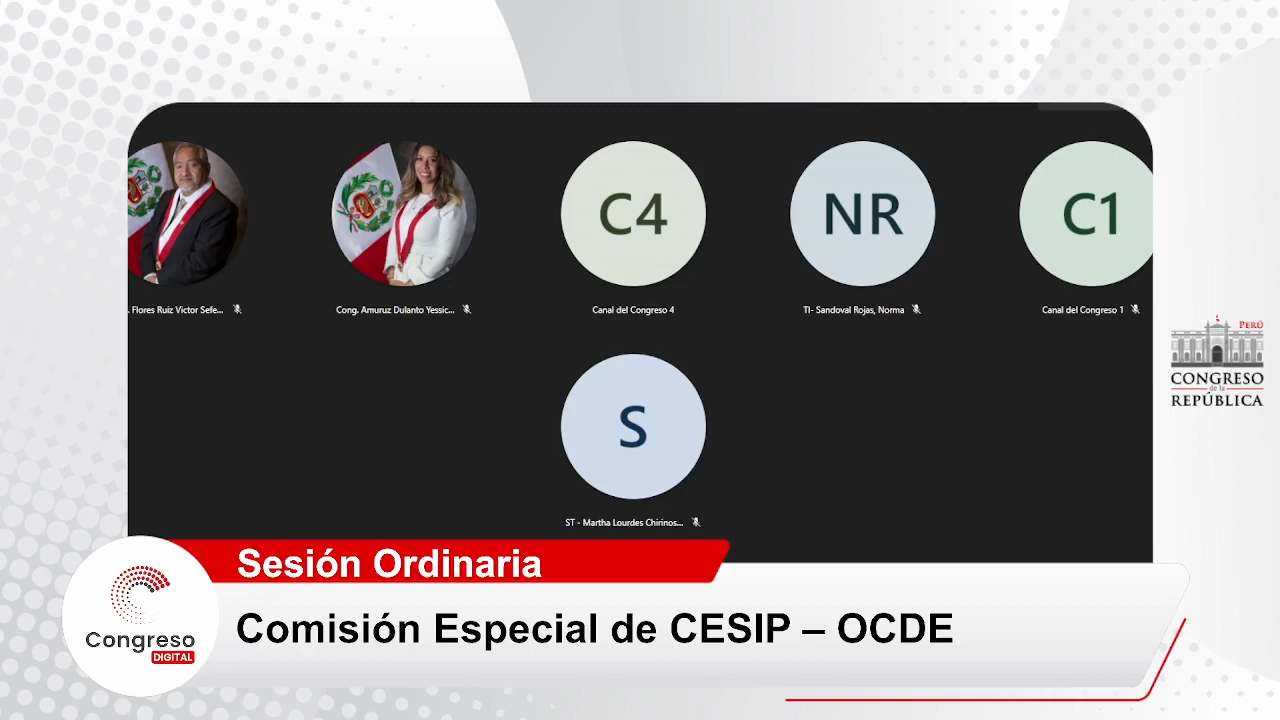 C4
NR
C1
. Flores Ruiz Victor Sefe...
Cong. Amuruz Dulanto Yessic...
Canal del Congreso 4
TI- Sandoval Rojas, Norma
Canal del Congreso 1
PERÚ
CONGRESO
de la
REPÚBLICA
S
ST - Martha Lourdes Chirinos...
Sesión Ordinaria
Comisión Especial de CESIP – OCDE
Congreso
DIGITAL